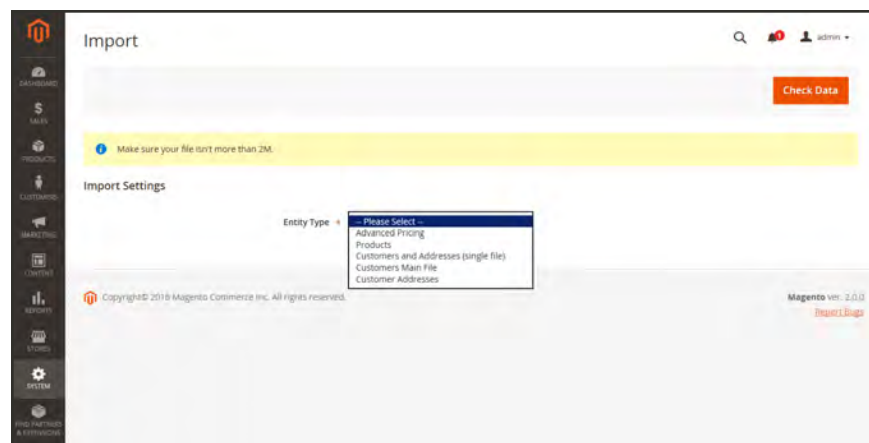 Import
admin
DASHBOARD
Check Data
SALES
Make sure your file isn't more than 2M.
PRODUCTS
Import Settings
CUSTOMERS
Entity Type *
-- Please Select --
Advanced Pricing
Products
Customers and Addresses (single file)
Customers Main File
Customer Addresses
MARKETING
CONTENT
REPORTS
Copyright© 2016 Magento Commerce Inc. All rights reserved.
Magento ver. 2.0.0
Report Bugs
STORES
SYSTEM
FIND PARTNERS
& EXTENSIONS